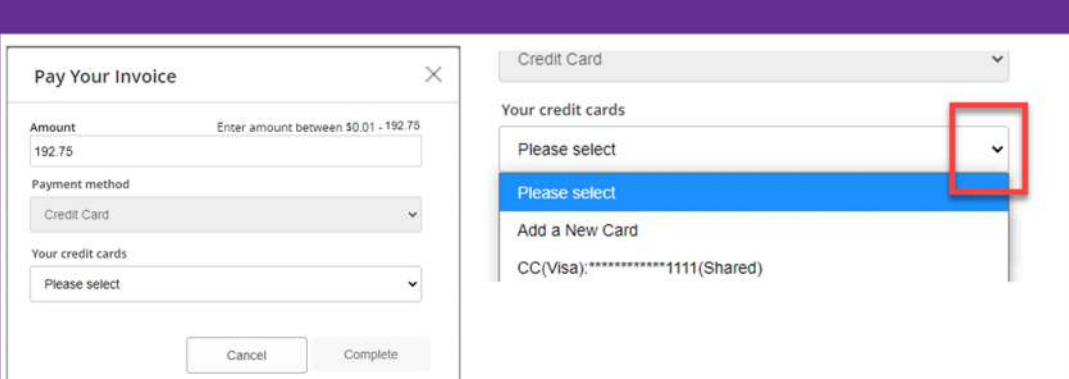 Pay Your Invoice
Amount Enter amount between $0.01 - 192.75
192.75
Payment method
Credit Card
Your credit cards
Please select
Cancel Complete
Credit Card
Your credit cards
Please select
Please select
Add a New Card
CC(Visa):************1111(Shared)